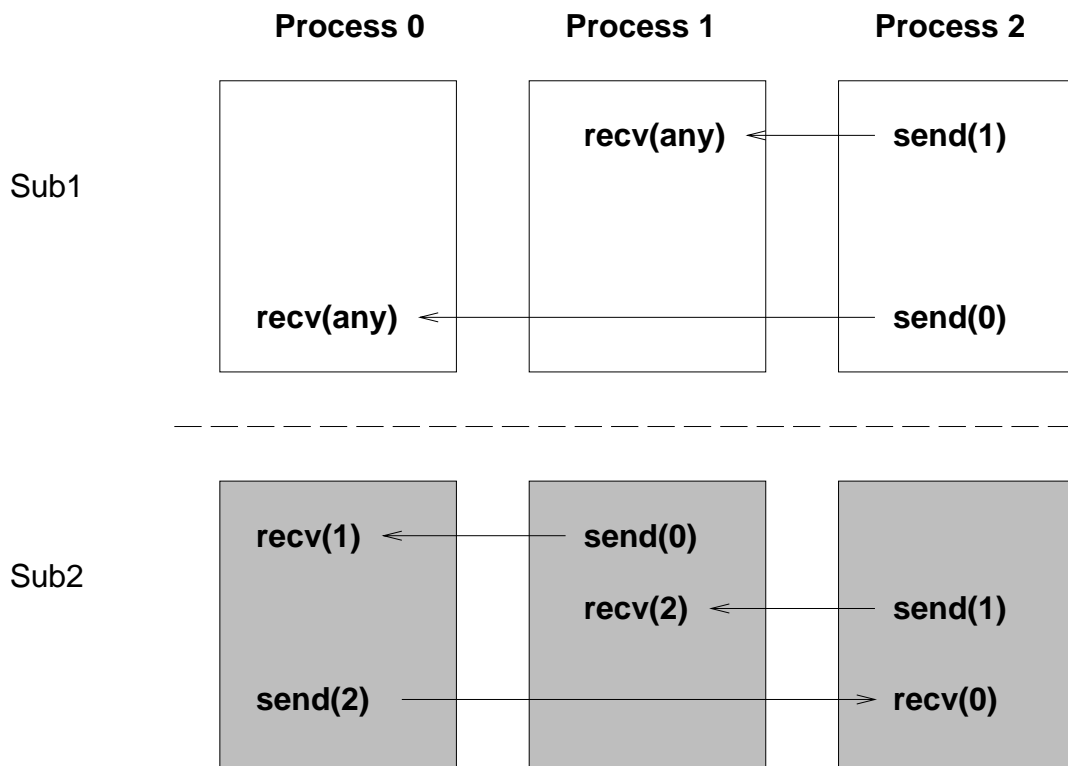 Process 0 Process 1 Process 2
recv(any) send(1)
Sub1
recv(any) send(0)
recv(1) send(0)
Sub2
recv(2) send(1)
send(2) recv(0)